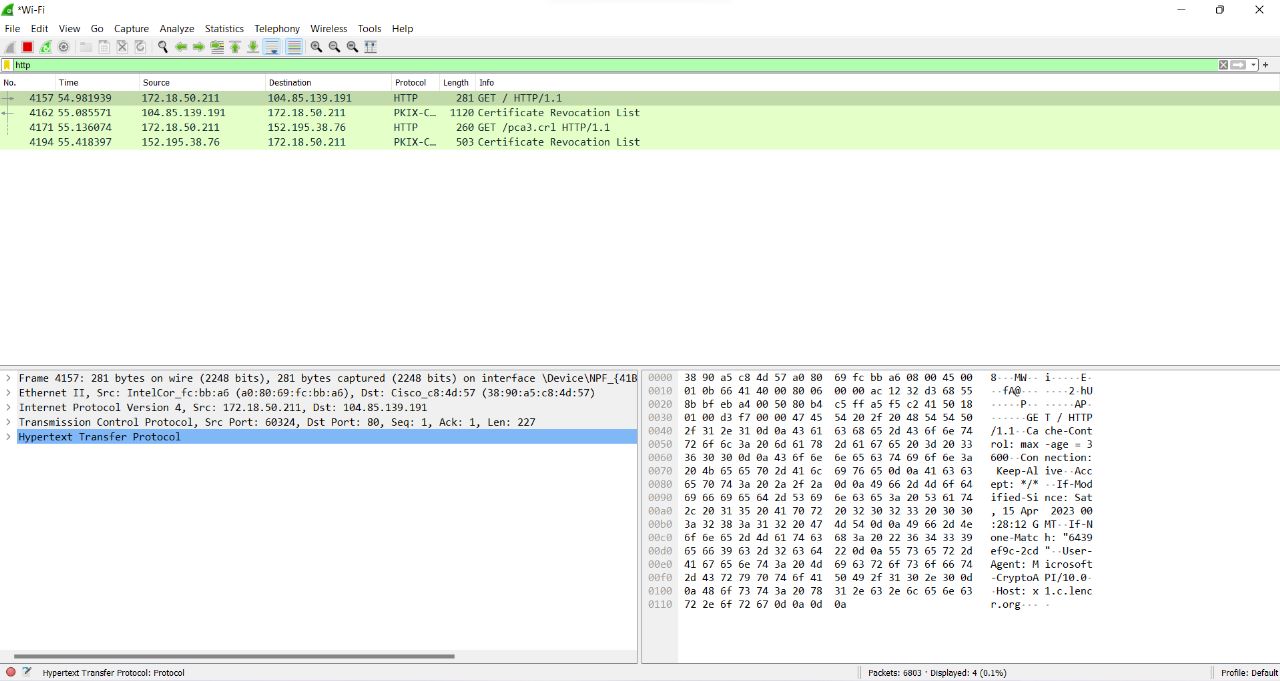 *Wi-Fi
File Edit View Go Capture Analyze Statistics Telephony Wireless Tools Help
http
No. Time Source Destination Protocol Length Info
4157 54.981939 172.18.50.211 104.85.139.191 HTTP 281 GET / HTTP/1.1
4162 55.085571 104.85.139.191 172.18.50.211 PKIX-C… 1120 Certificate Revocation List
4171 55.136074 172.18.50.211 152.195.38.76 HTTP 260 GET /pca3.crl HTTP/1.1
4194 55.418397 152.195.38.76 172.18.50.211 PKIX-C… 503 Certificate Revocation List
Frame 4157: 281 bytes on wire (2248 bits), 281 bytes captured (2248 bits) on interface \Device\NPF_{41B
Ethernet II, Src: IntelCor_fc:bb:a6 (a0:80:69:fc:bb:a6), Dst: Cisco_c8:4d:57 (38:90:a5:c8:4d:57)
Internet Protocol Version 4, Src: 172.18.50.211, Dst: 104.85.139.191
Transmission Control Protocol, Src Port: 60324, Dst Port: 80, Seq: 1, Ack: 1, Len: 227
Hypertext Transfer Protocol
0000 38 90 a5 c8 4d 57 a0 80 69 fc bb a6 08 00 45 00 8···MW·· i·····E·
0010 01 0b 66 41 40 00 80 06 00 00 ac 12 32 d3 68 55 ··fA@··· ····2·hU
0020 8b bf eb a4 00 50 80 b4 c5 ff a5 f5 c2 41 50 18 ·····P·· ·····AP·
0030 01 00 d3 f7 00 00 47 45 54 20 2f 20 48 54 54 50 ······GE T / HTTP
0040 2f 31 2e 31 0d 0a 43 61 63 68 65 2d 43 6f 6e 74 /1.1··Ca che-Cont
0050 72 6f 6c 3a 20 6d 61 78 2d 61 67 65 20 3d 20 33 rol: max -age = 3
0060 36 30 30 0d 0a 43 6f 6e 6e 65 63 74 69 6f 6e 3a 600··Con nection:
0070 20 4b 65 65 70 2d 41 6c 69 76 65 0d 0a 41 63 63 Keep-Al ive··Acc
0080 65 70 74 3a 20 2a 2f 2a 0d 0a 49 66 2d 4d 6f 64 ept: */* ··If-Mod
0090 69 66 69 65 64 2d 53 69 6e 63 65 3a 20 53 61 74 ified-Si nce: Sat
00a0 2c 20 31 35 20 41 70 72 20 32 30 32 33 20 30 30 , 15 Apr 2023 00
00b0 3a 32 38 3a 31 32 20 47 4d 54 0d 0a 49 66 2d 4e :28:12 G MT··If-N
00c0 6f 6e 65 2d 4d 61 74 63 68 3a 20 22 36 34 33 39 one-Matc h: "6439
00d0 65 66 39 63 2d 32 63 64 22 0d 0a 55 73 65 72 2d ef9c-2cd "··User-
00e0 41 67 65 6e 74 3a 20 4d 69 63 72 6f 73 6f 66 74 Agent: M icrosoft
00f0 2d 43 72 79 70 74 6f 41 50 49 2f 31 30 2e 30 0d -CryptoA PI/10.0·
0100 0a 48 6f 73 74 3a 20 78 31 2e 63 2e 6c 65 6e 63 ·Host: x 1.c.lenc
0110 72 2e 6f 72 67 0d 0a 0d 0a r.org··· ·
Hypertext Transfer Protocol: Protocol
Packets: 6803 · Displayed: 4 (0.1%)
Profile: Default